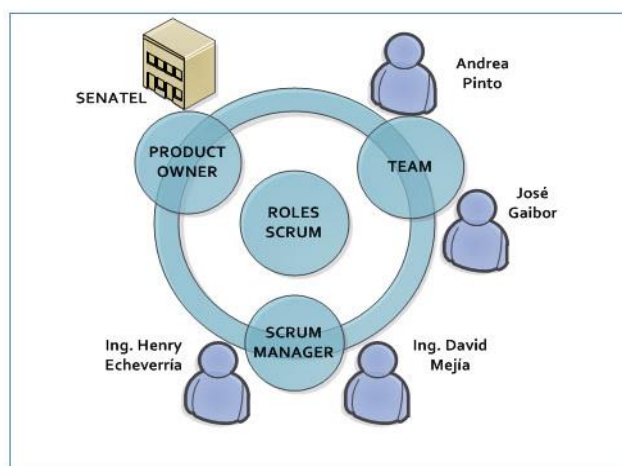 SENATEL
Andrea
Pinto
PRODUCT
OWNER
TEAM
ROLES
SCRUM
José
Gaibor
SCRUM
MANAGER
Ing. Henry
Echeverría
Ing. David
Mejía